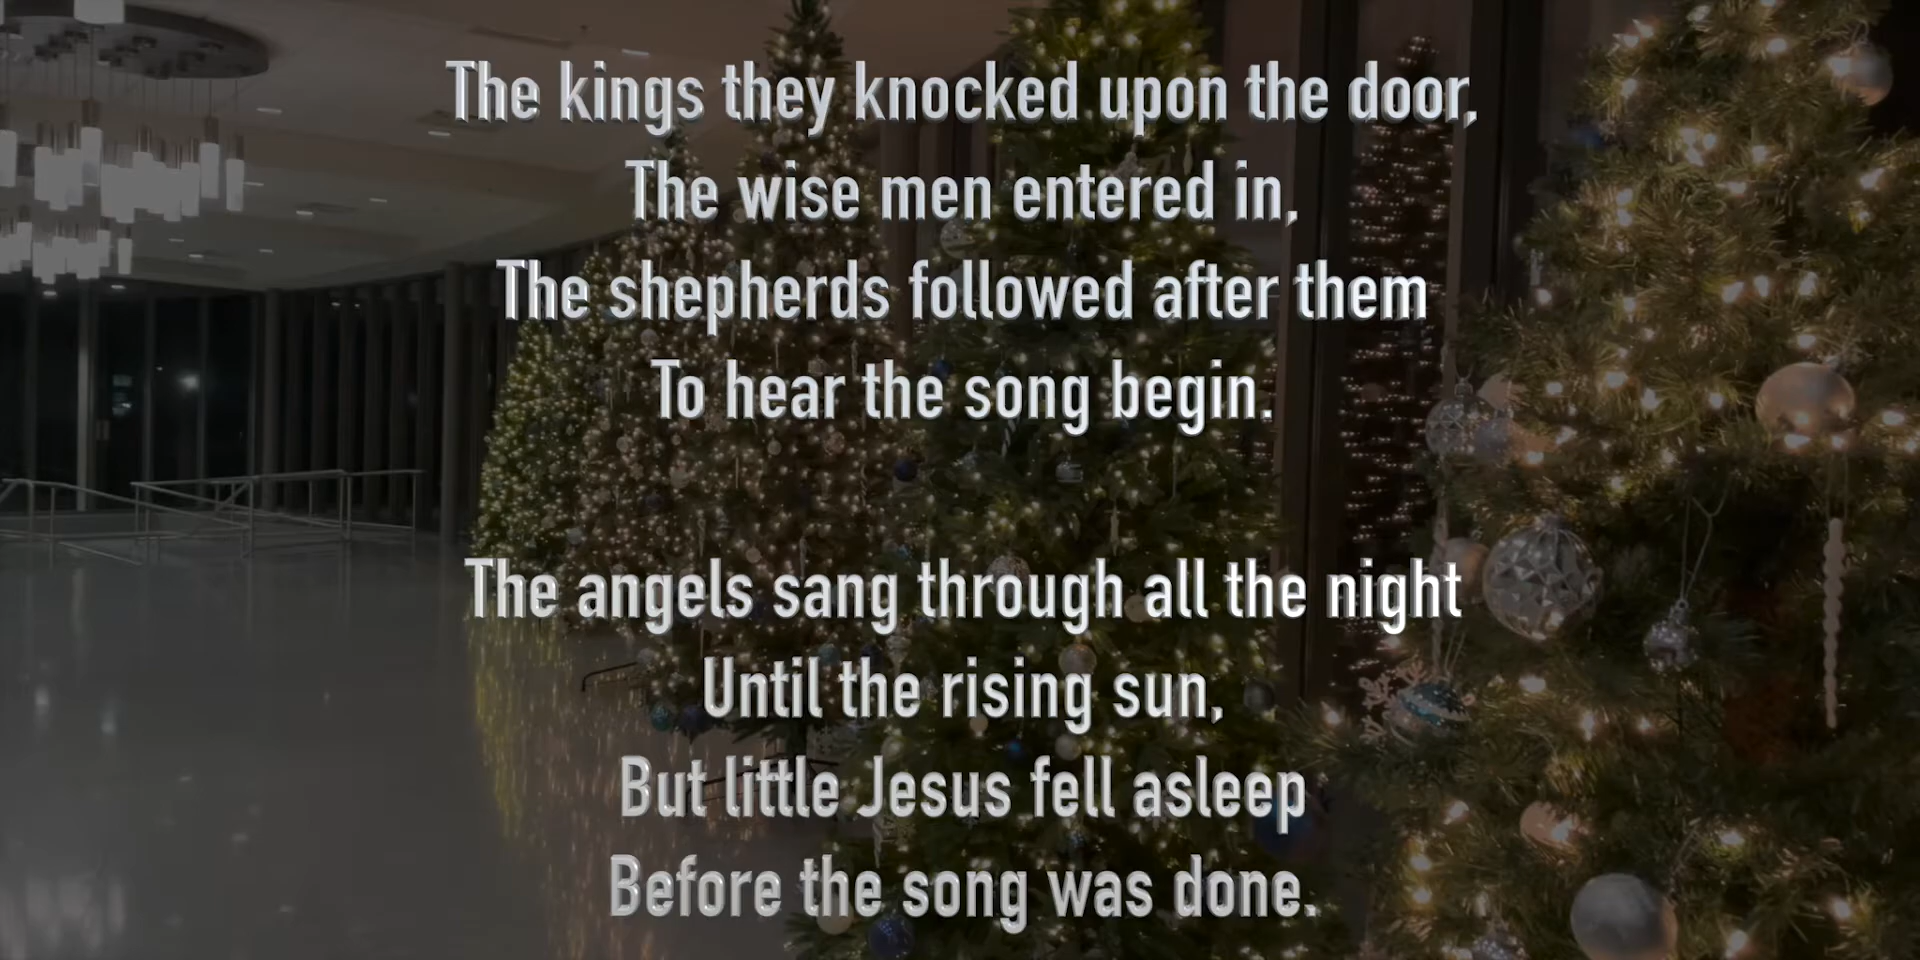 The kings they knocked upon the door,
The wise men entered in,
The shepherds followed after them
To hear the song begin.
The angels sang through all the night
Until the rising sun,
But little Jesus fell asleep
Before the song was done.